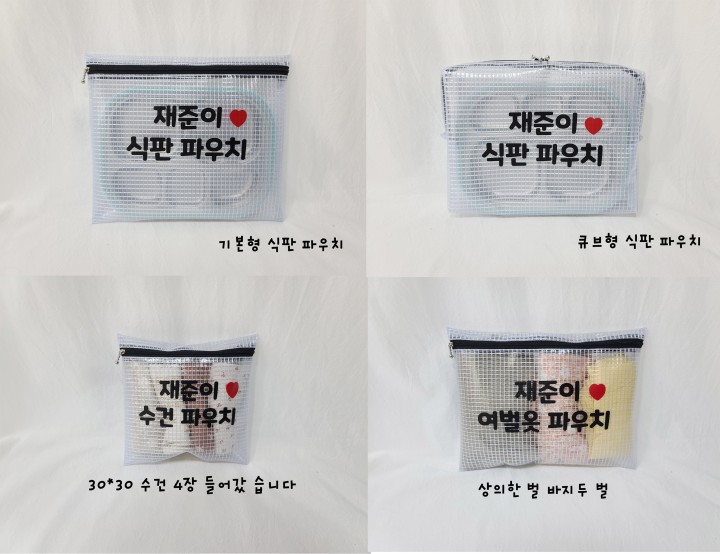 재준이
식판 파우치
기본형 식판 파우치
재준이
식판 파우치
큐브형 식판 파우치
재준이
수건 파우치
30*30 수건 4장 들어갔 습니다
재준이
여벌옷 파우치
상의한 벌 바지두 벌